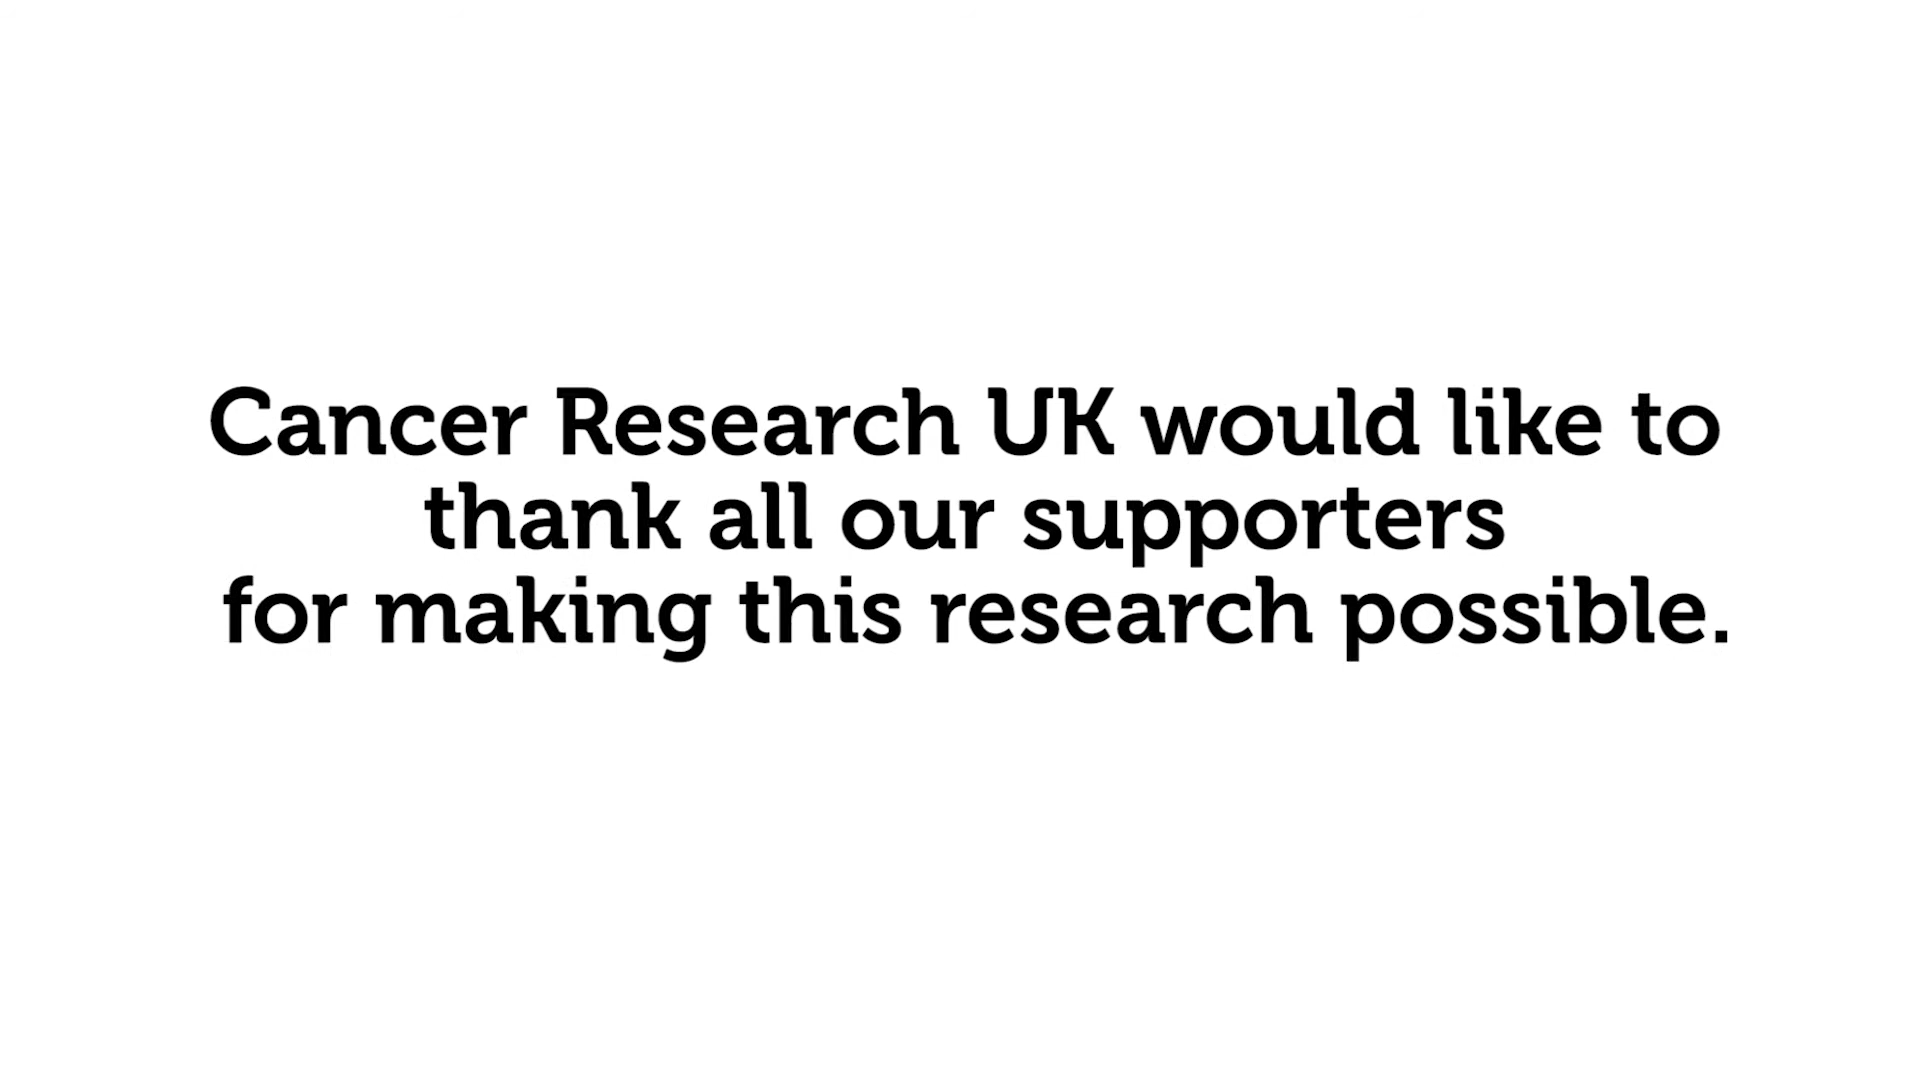 Cancer Research UK would like to
thank all our supporters
for making this research possible.